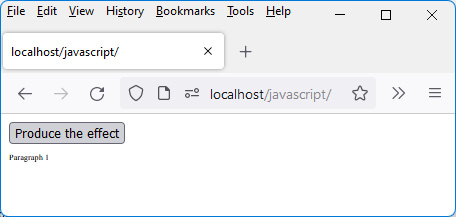 File Edit View History Bookmarks Tools Help
localhost/javascript/
localhost/javascript/
Produce the effect
Paragraph 1